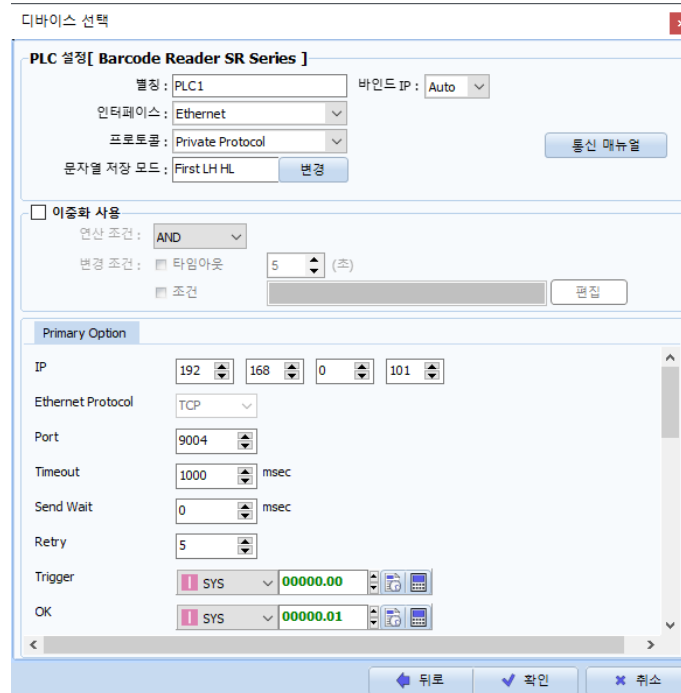 디바이스 선택
PLC 설정[ Barcode Reader SR Series ]
별칭 : PLC1 바인드 IP : Auto
인터페이스 : Ethernet
프로토콜 : Private Protocol 통신 매뉴얼
문자열 저장 모드 : First LH HL 변경
이중화 사용
연산 조건 : AND
변경 조건 : 타임아웃 5 (초)
조건 편집
Primary Option
IP 192 168 0 101
Ethernet Protocol TCP
Port 9004
Timeout 1000 msec
Send Wait 0 msec
Retry 5
Trigger I SYS 00000.00
OK I SYS 00000.01
뒤로 확인 취소